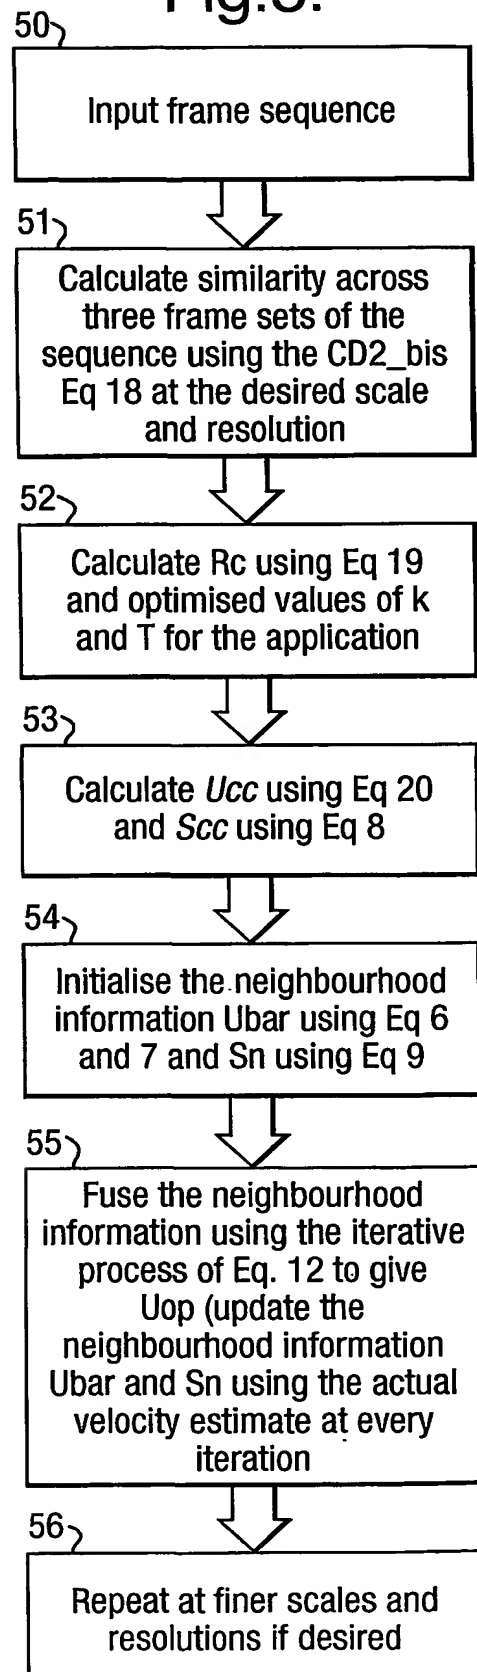 Fig.5.
50
Input frame sequence
51
Calculate similarity across
three frame sets of the
sequence using the CD2_bis
Eq 18 at the desired scale
and resolution
52
Calculate Rc using Eq 19
and optimised values of k
and T for the application
53
Calculate Ucc using Eq 20
and Scc using Eq 8
54
Initialise the neighbourhood
information Ubar using Eq 6
and 7 and Sn using Eq 9
55
Fuse the neighbourhood
information using the iterative
process of Eq. 12 to give
Uop (update the
neighbourhood information
Ubar and Sn using the actual
velocity estimate at every
iteration
56
Repeat at finer scales and
resolutions if desired